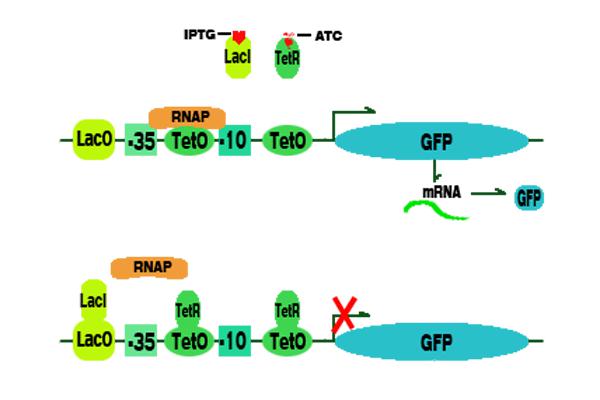 IPTG ATC
LacI TetR
RNAP
LacO -35 TetO -10 TetO GFP
mRNA GFP
RNAP
LacI TetR TetR
LacO -35 TetO -10 TetO GFP